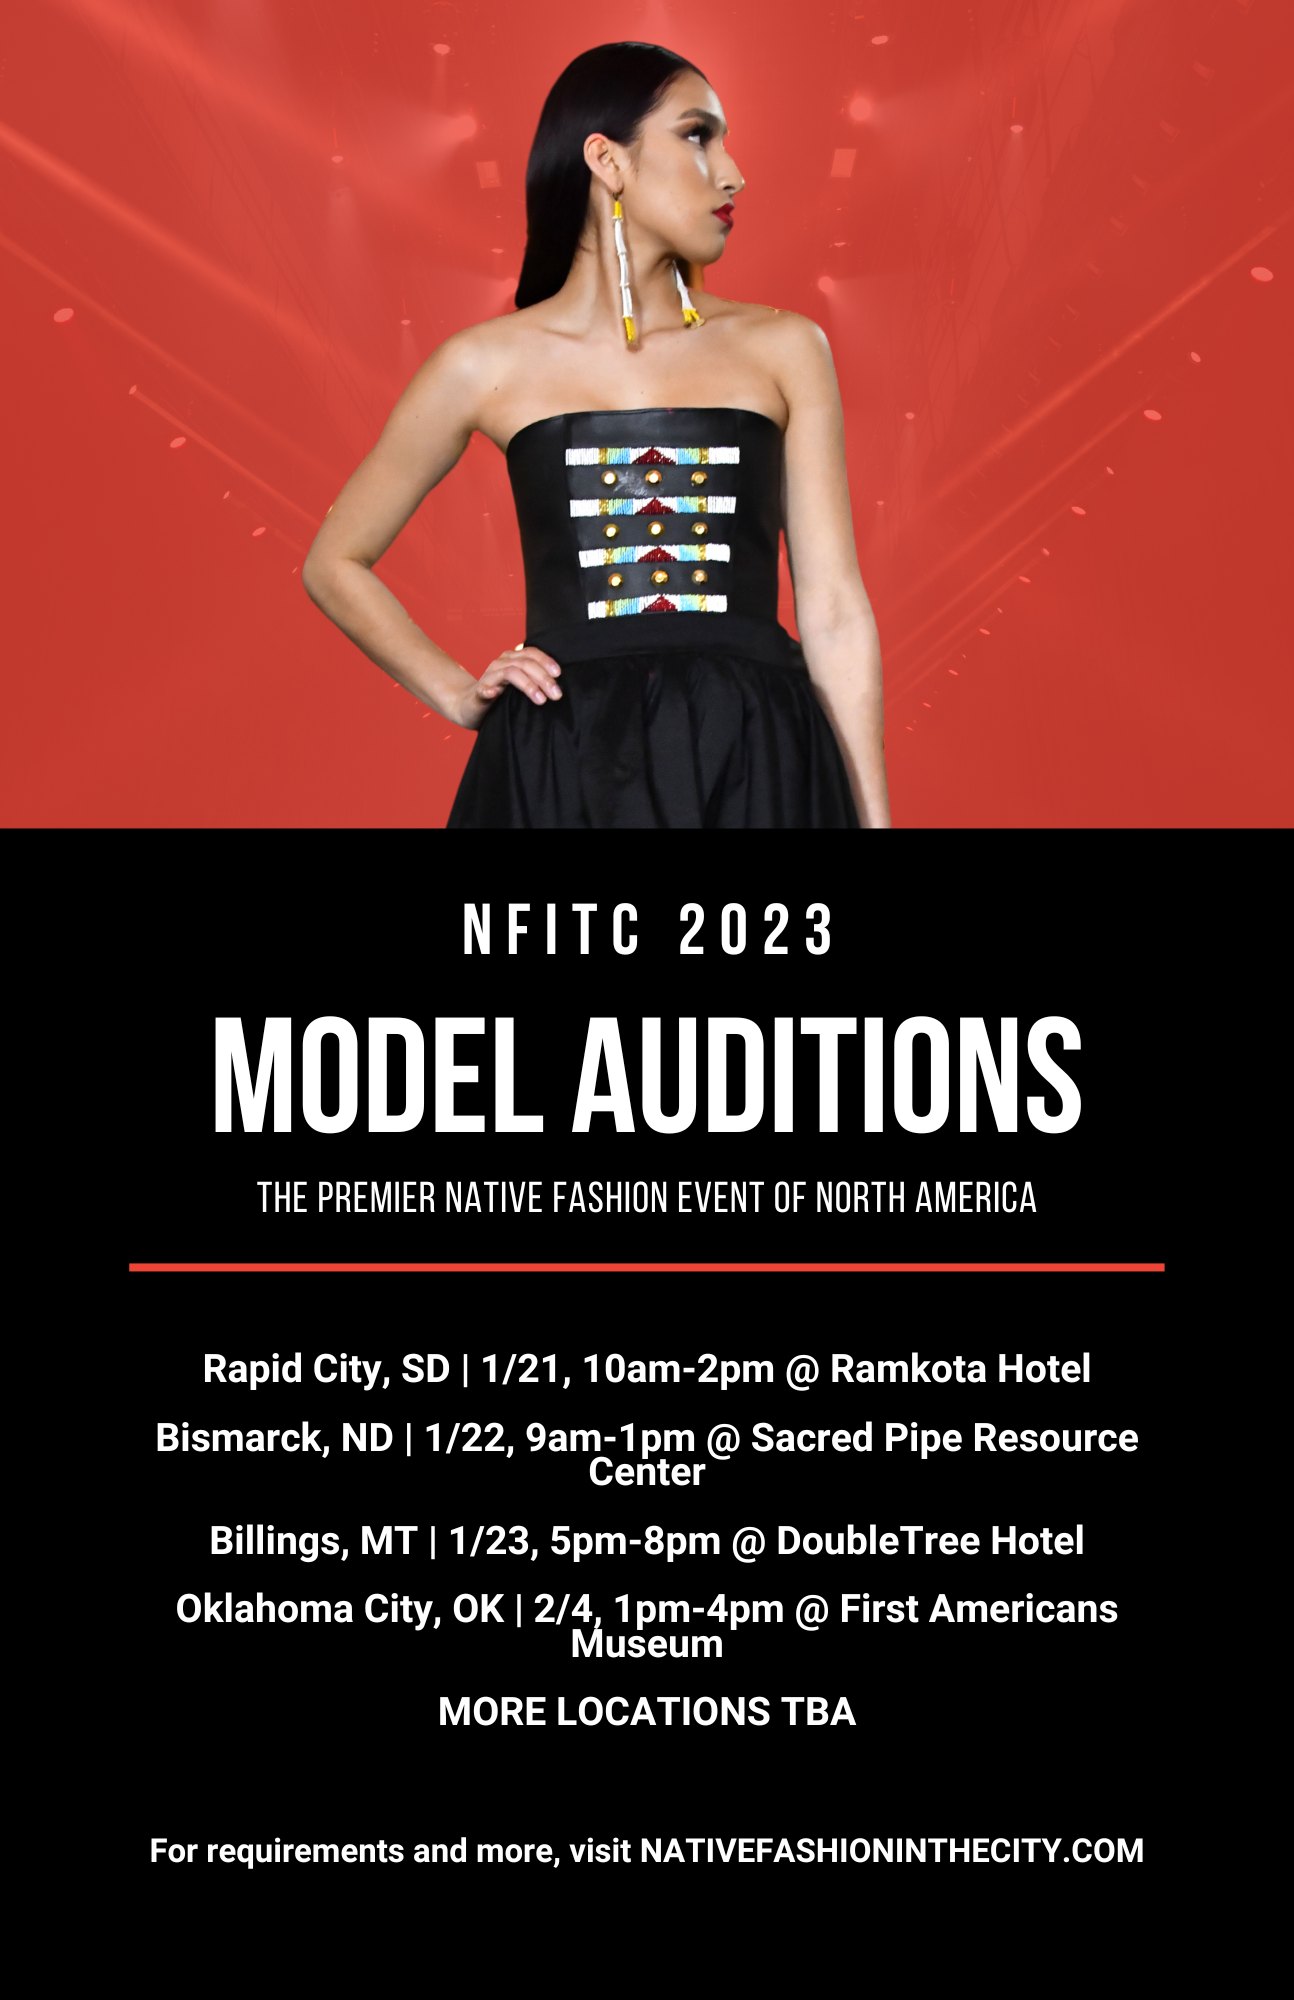 NFITC 2023
MODEL AUDITIONS
THE PREMIER NATIVE FASHION EVENT OF NORTH AMERICA
Rapid City, SD | 1/21, 10am-2pm @ Ramkota Hotel
Bismarck, ND | 1/22, 9am-1pm @ Sacred Pipe Resource
Center
Billings, MT | 1/23, 5pm-8pm @ DoubleTree Hotel
Oklahoma City, OK | 2/4, 1pm-4pm @ First Americans
Museum
MORE LOCATIONS TBA
For requirements and more, visit NATIVEFASHIONINTHECITY.COM